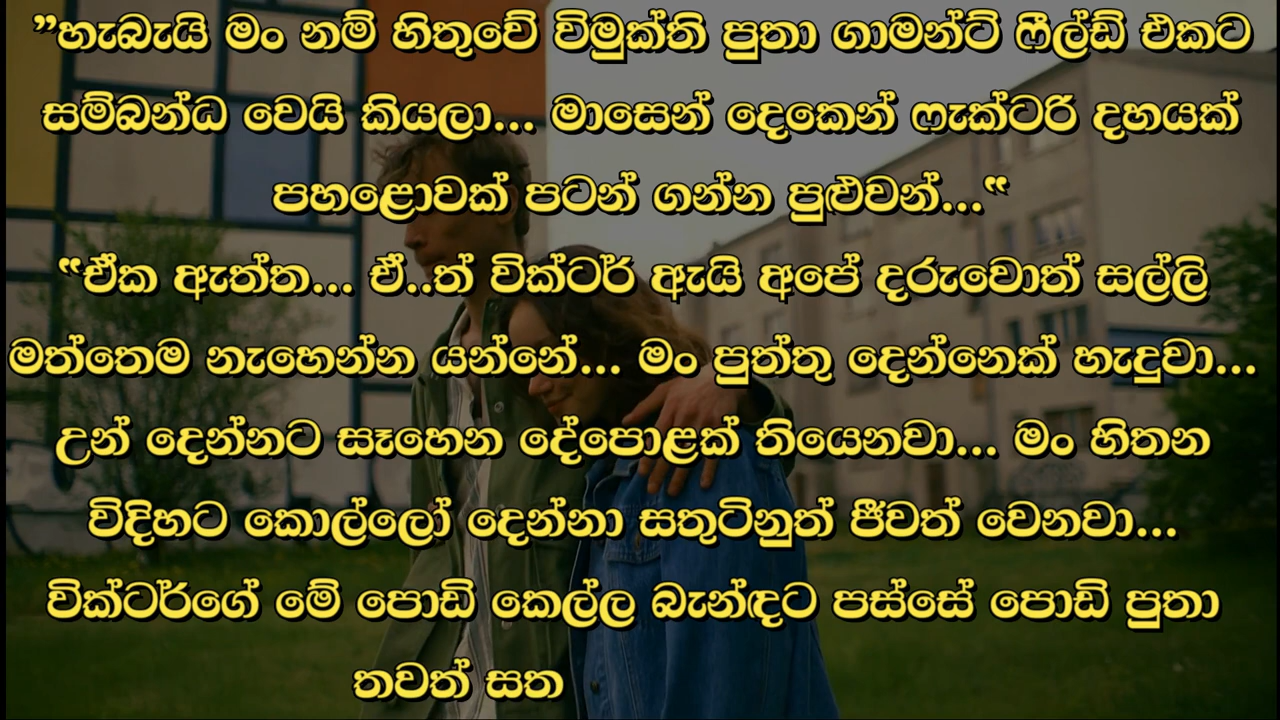 ”හැබැයි මං නම් හිතුවේ විමුක්ති පුතා ගාමන්ට් ෆීල්ඩ් එකට
සම්බන්ධ වෙයි කියලා... මාසෙන් දෙකෙන් ෆැක්ටරි දහයක්
පහළොවක් පටන් ගන්න පුළුවන්...“
“ඒක ඇත්ත... ඒ..ත් වික්ටර් ඇයි අපේ දරුවොත් සල්ලි
මත්තෙම නැහෙන්න යන්නේ... මං පුත්තු දෙන්නෙක් හැදුවා...
උන් දෙන්නට සෑහෙන දේපොළක් තියෙනවා... මං හිතන
විදිහට කොල්ලෝ දෙන්නා සතුටිනුත් ජීවත් වෙනවා...
වික්ටර්ගේ මේ පොඩි කෙල්ල බැන්ඳට පස්සේ පොඩි පුතා
තවත් සත